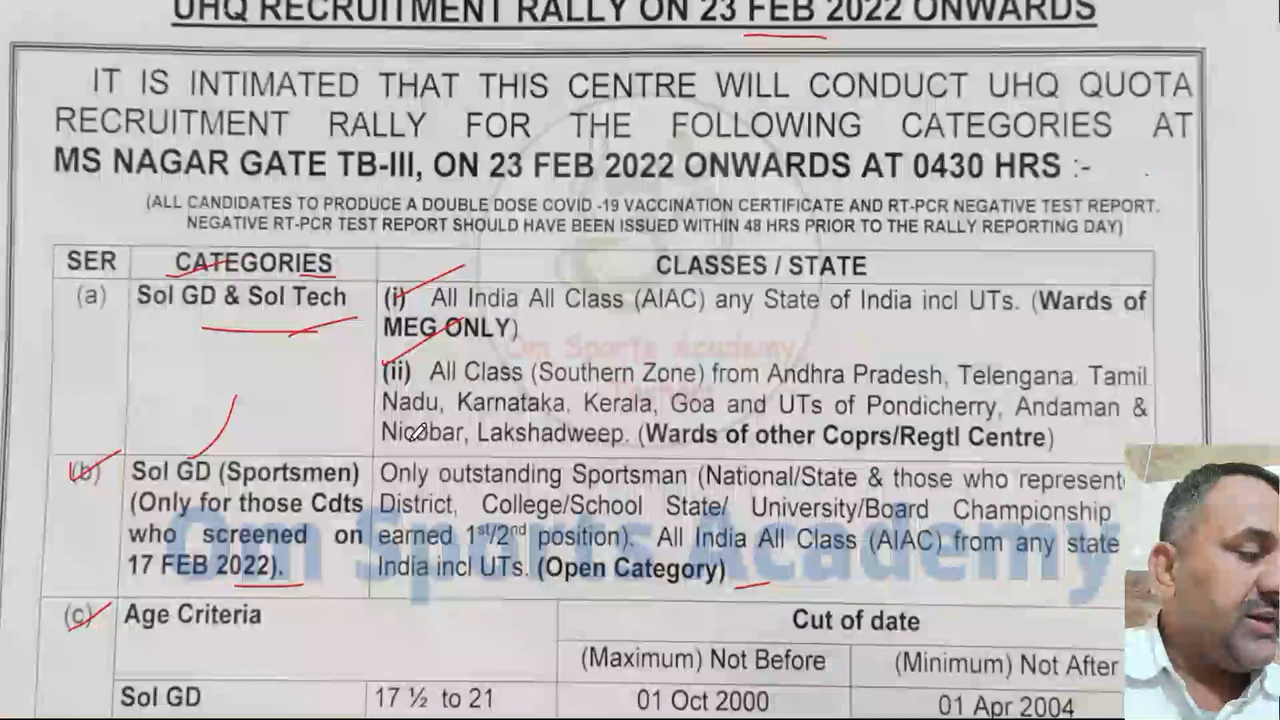 UHQ RECRUITMENT RALLY ON 23 FEB 2022 ONWARDS
IT IS INTIMATED THAT THIS CENTRE WILL CONDUCT UHQ QUOTA
RECRUITMENT RALLY FOR THE FOLLOWING CATEGORIES AT
MS NAGAR GATE TB-III, ON 23 FEB 2022 ONWARDS AT 0430 HRS :-
(ALL CANDIDATES TO PRODUCE A DOUBLE DOSE COVID -19 VACCINATION CERTIFICATE AND RT-PCR NEGATIVE TEST REPORT.
NEGATIVE RT-PCR TEST REPORT SHOULD HAVE BEEN ISSUED WITHIN 48 HRS PRIOR TO THE RALLY REPORTING DAY)
SER CATEGORIES CLASSES / STATE
(a) Sol GD & Sol Tech (i) All India All Class (AIAC) any State of India incl UTs. (Wards of
MEG ONLY)
Om Sports Academy
(ii) All Class (Southern Zone) from Andhra Pradesh, Telengana. Tamil
Nadu, Karnataka. Kerala, Goa and UTs of Pondicherry, Andaman &
Nicobar, Lakshadweep. (Wards of other Coprs/Regtl Centre)
(b) Sol GD (Sportsmen) Only outstanding Sportsman (National/State & those who represent
(Only for those Cdts District, College/School State/ University/Board Championship
who screened on earned 1st/2nd position). All India All Class (AIAC) from any state
17 FEB 2022). India incl UTs. (Open Category)
Om Sports Academy
(c) Age Criteria Cut of date
(Maximum) Not Before (Minimum) Not After
Sol GD 17 ½ to 21 01 Oct 2000 01 Apr 2004